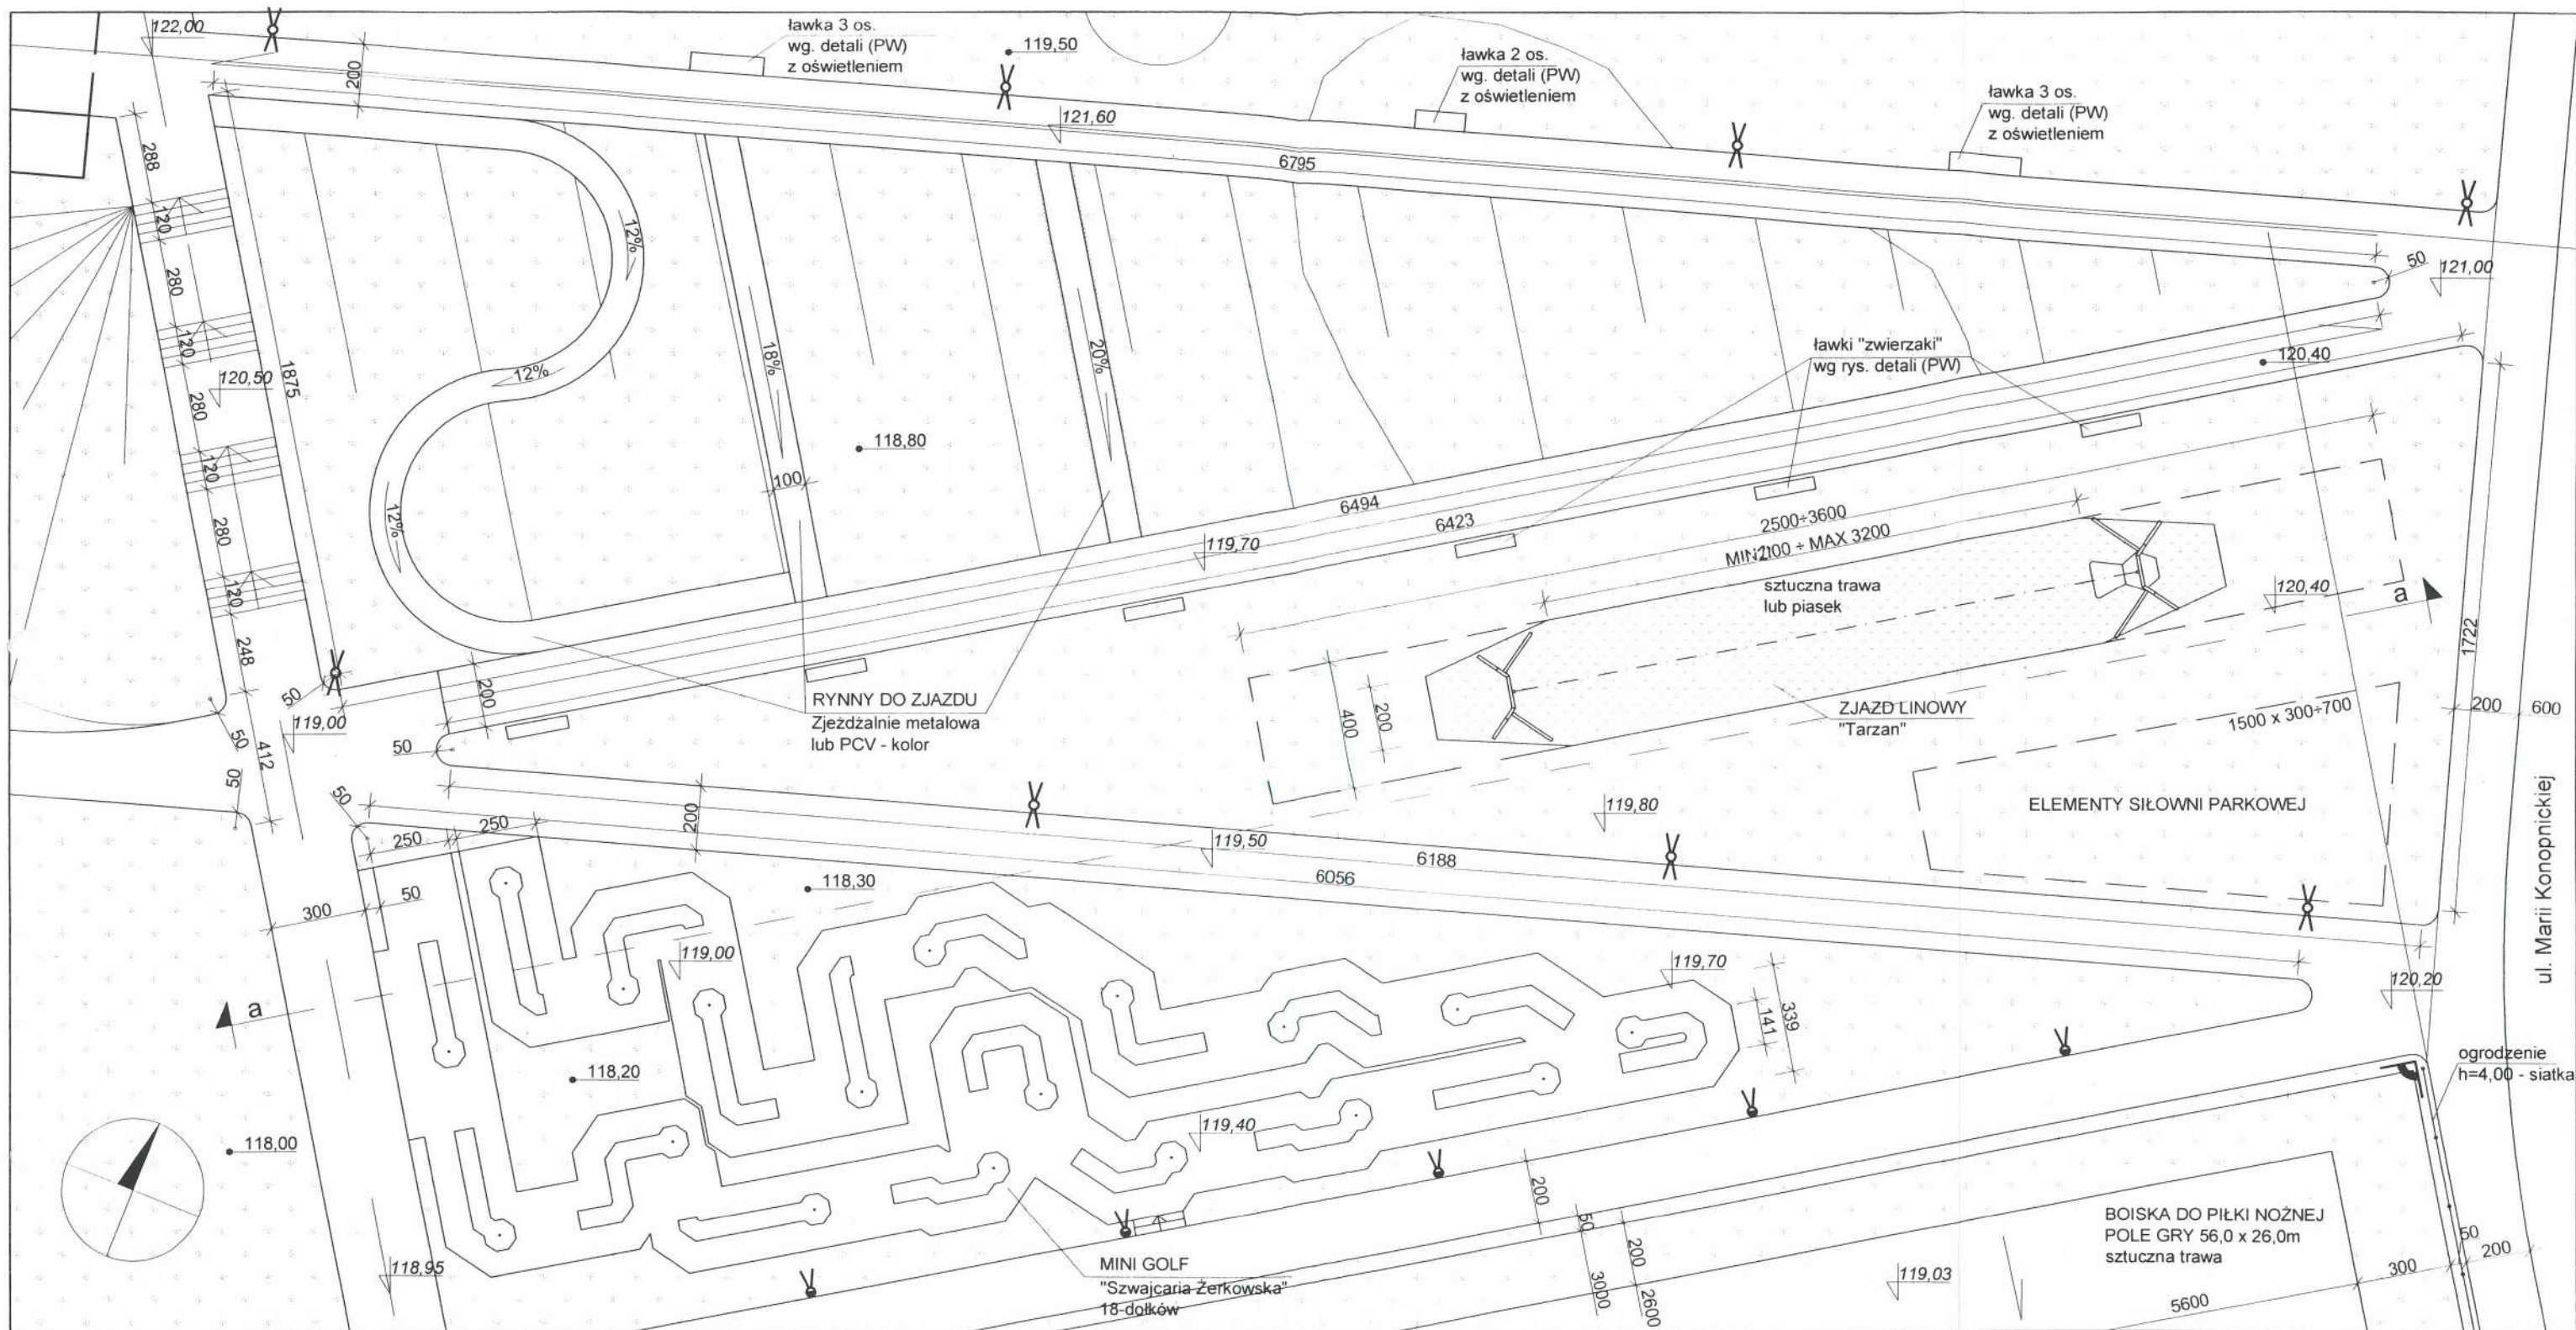 122,00
200
ławka 3 os.
wg. detali (PW)
z oświetleniem
119,50
121,60
ławka 2 os.
wg. detali (PW)
z oświetleniem
ławka 3 os.
wg. detali (PW)
z oświetleniem
6795
50
121,00
288
120
280
120
280
120
280
120
248
120,50
1875
12%
12%
12%
18%
20%
100
118,80
ławki "zwierzaki"
wg rys. detali (PW)
120,40
6494
6423
119,70
2500÷3600
MIN2100 ÷ MAX 3200
sztuczna trawa
lub piasek
120,40
a
1722
200
600
50
119,00
50
412
50
200
50
RYNNY DO ZJAZDU
Zjeżdżalnie metalowa
lub PCV - kolor
400
200
ZJAZD LINOWY
"Tarzan"
1500 x 300÷700
ELEMENTY SIŁOWNI PARKOWEJ
ul. Marii Konopnickiej
50
250
250
200
119,50
119,80
6188
6056
300
50
118,30
119,00
119,70
141
339
120,20
a
118,20
118,00
119,40
ogrodzenie
h=4,00 - siatka
118,95
MINI GOLF
"Szwajcaria Żerkowska"
18-dołków
200
50
3000
200
2600
119,03
BOISKA DO PIŁKI NOŻNEJ
POLE GRY 56,0 x 26,0m
sztuczna trawa
5600
300
50
200